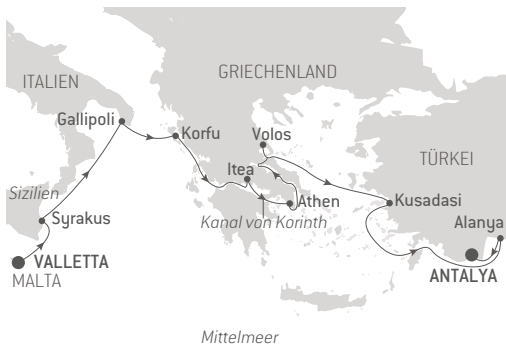 ITALIEN
GRIECHENLAND
Gallipoli
Korfu
Volos
TÜRKEI
Itea
Sizilien
Syrakus
Athen
Kusadasi
Kanal von Korinth
Alanya
VALLETTA
MALTA
ANTALYA
Mittelmeer